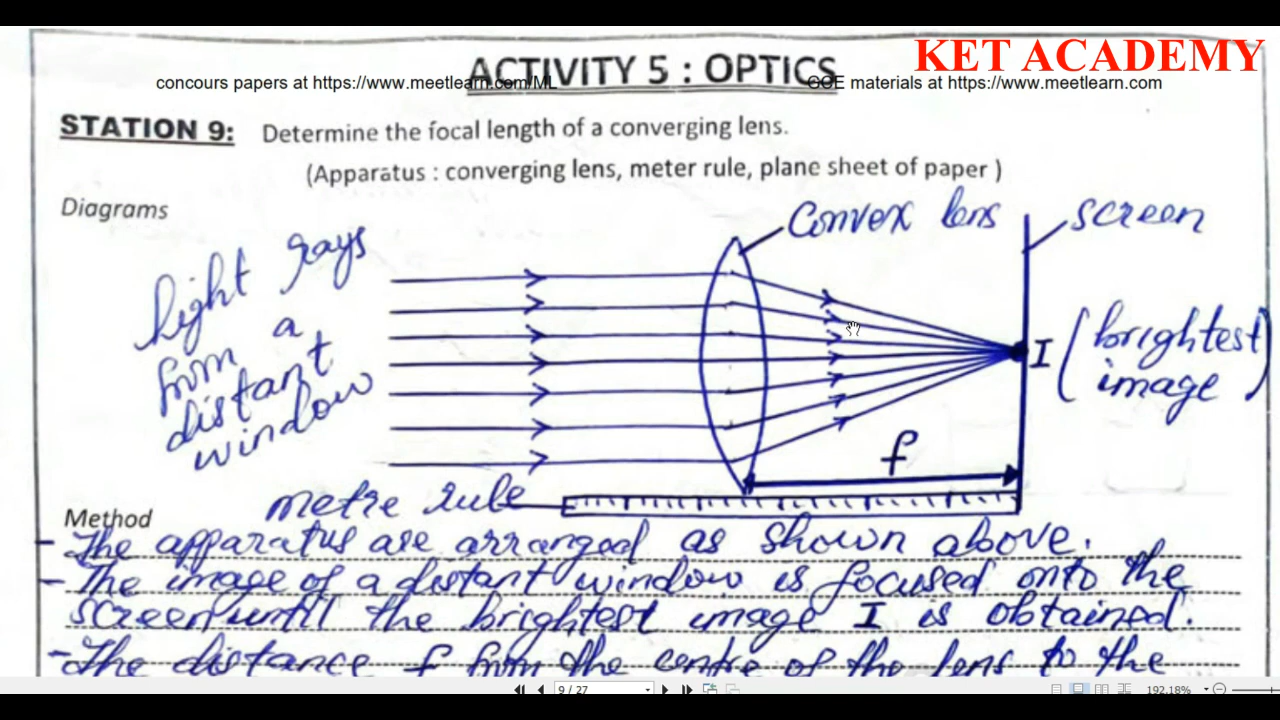 KET ACADEMY
ACTIVITY 5 : OPTICS
concours papers at https://www.meetlearn.com/ML
GCE materials at https://www.meetlearn.com
STATION 9: Determine the focal length of a converging lens.
(Apparatus : converging lens, meter rule, plane sheet of paper )
Diagrams
Convex lens
screen
light rays
from a
distant
window
I (brightest
image)
f
metre rule
Method
- The apparatus are arranged as shown above.
- The image of a distant window is focused onto the
screen until the brightest image I is obtained.
- The distance f from the centre of the lens to the
9 / 27
192.18%